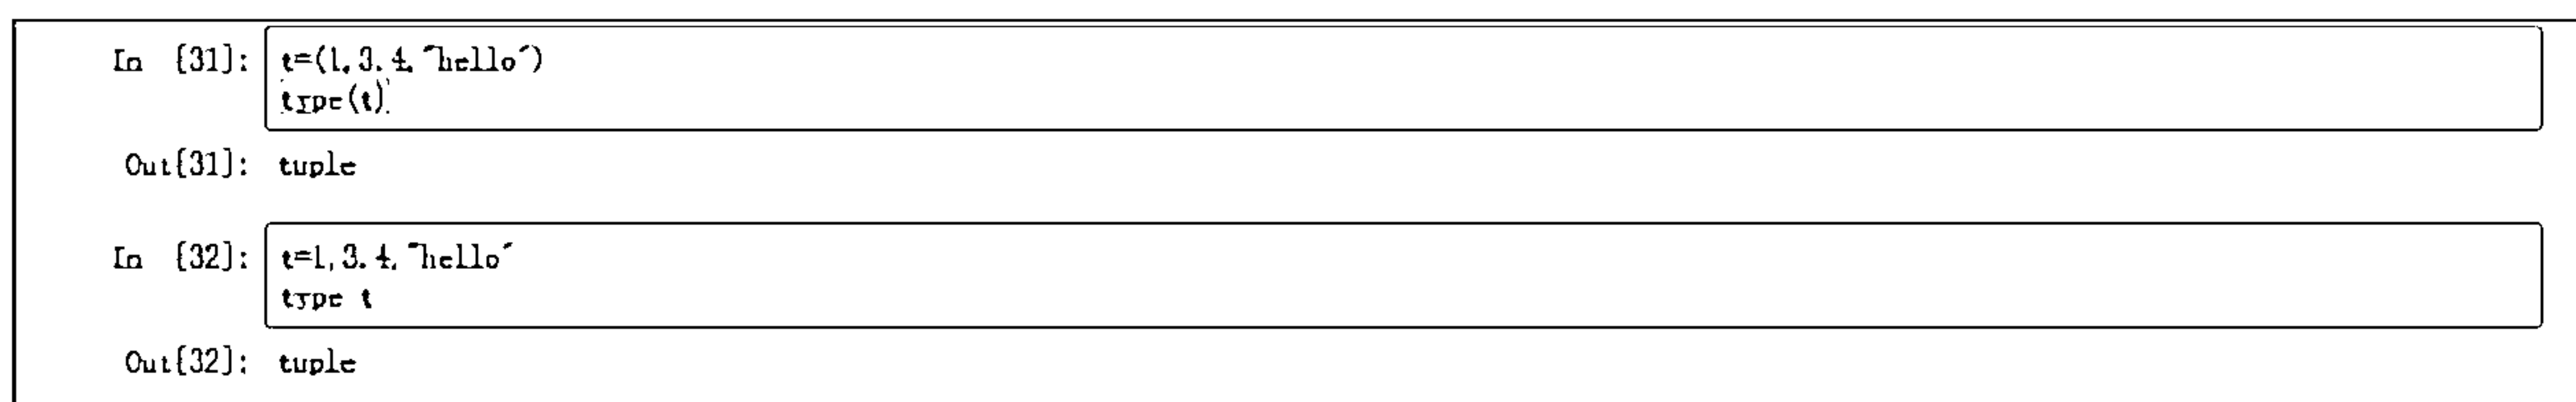 In [31]: t=(1,3.4,"hello")
type(t)
Out[31]: tuple
In [32]: t=1,3.4,"hello"
type t
Out[32]: tuple